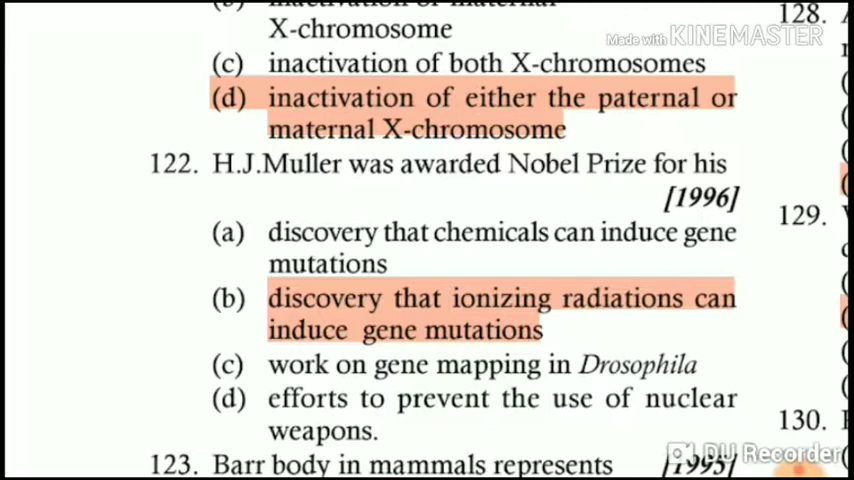 X-chromosome
(c) inactivation of both X-chromosomes
(d) inactivation of either the paternal or
maternal X-chromosome
122. H.J.Muller was awarded Nobel Prize for his
[1996]
(a) discovery that chemicals can induce gene
mutations
(b) discovery that ionizing radiations can
induce gene mutations
(c) work on gene mapping in Drosophila
(d) efforts to prevent the use of nuclear
weapons.
123. Barr body in mammals represents [1995]
128.
Made with KINEMASTER
129.
130.
DU Recorder